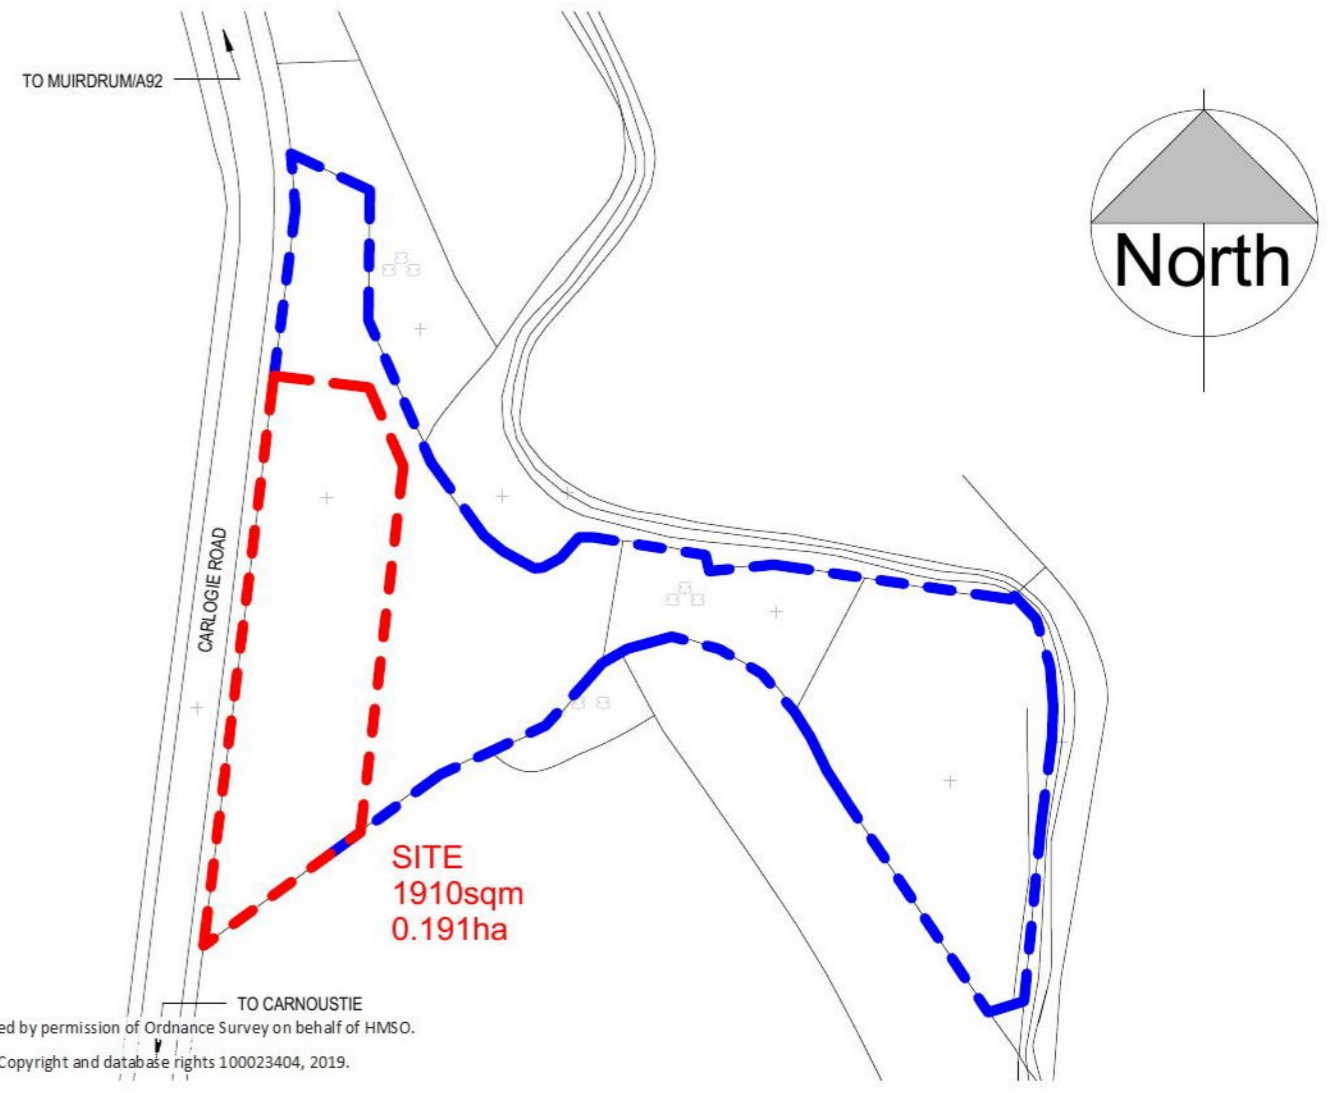 TO MUIRDRUM/A92
North
CARLOGIE ROAD
SITE
1910sqm
0.191ha
TO CARNOUSTIE
ed by permission of Ordnance Survey on behalf of HMSO.
Copyright and database rights 100023404, 2019.